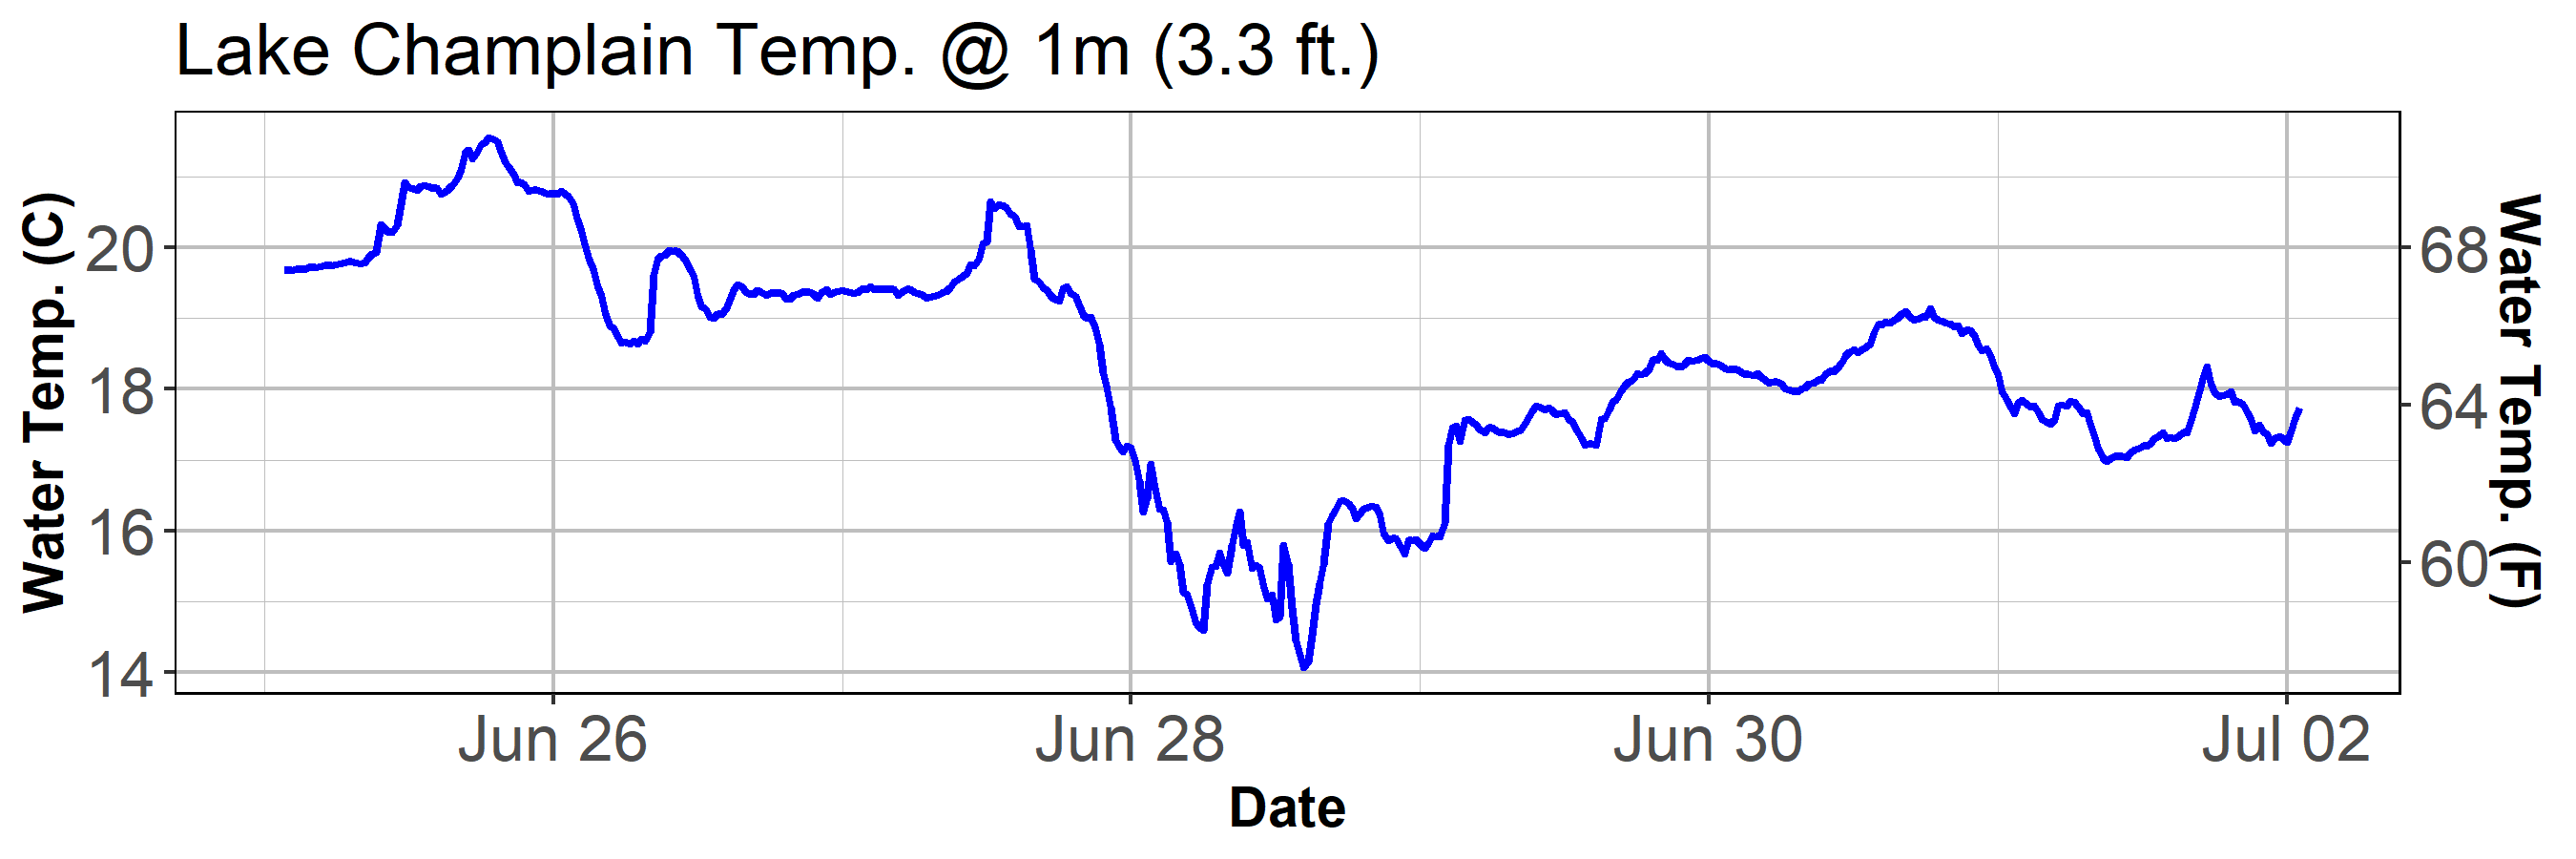 Lake Champlain Temp. @ 1m (3.3 ft.)
Water Temp. (C)
20
18
16
14
68
64
60
Water Temp. (F)
Jun 26
Jun 28
Jun 30
Jul 02
Date